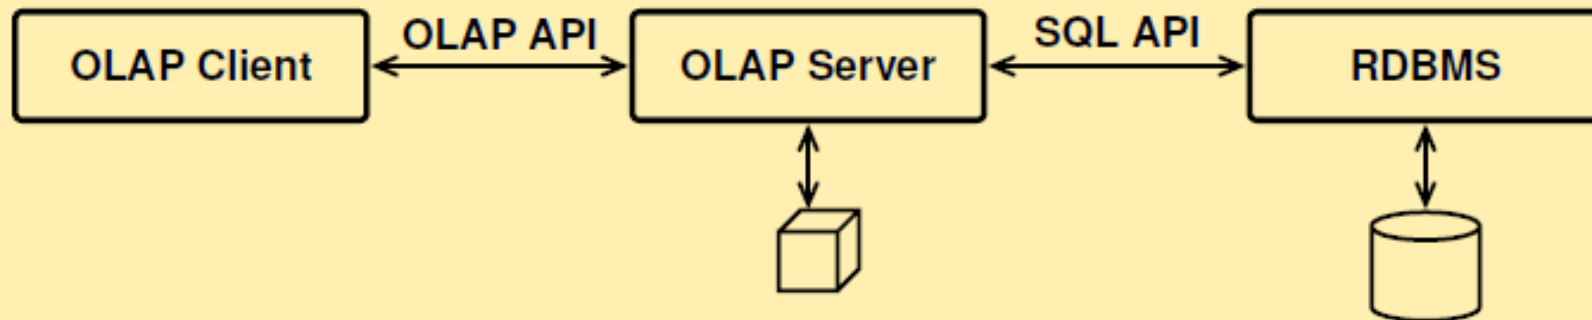 OLAP Client
OLAP API
OLAP Server
SQL API
RDBMS